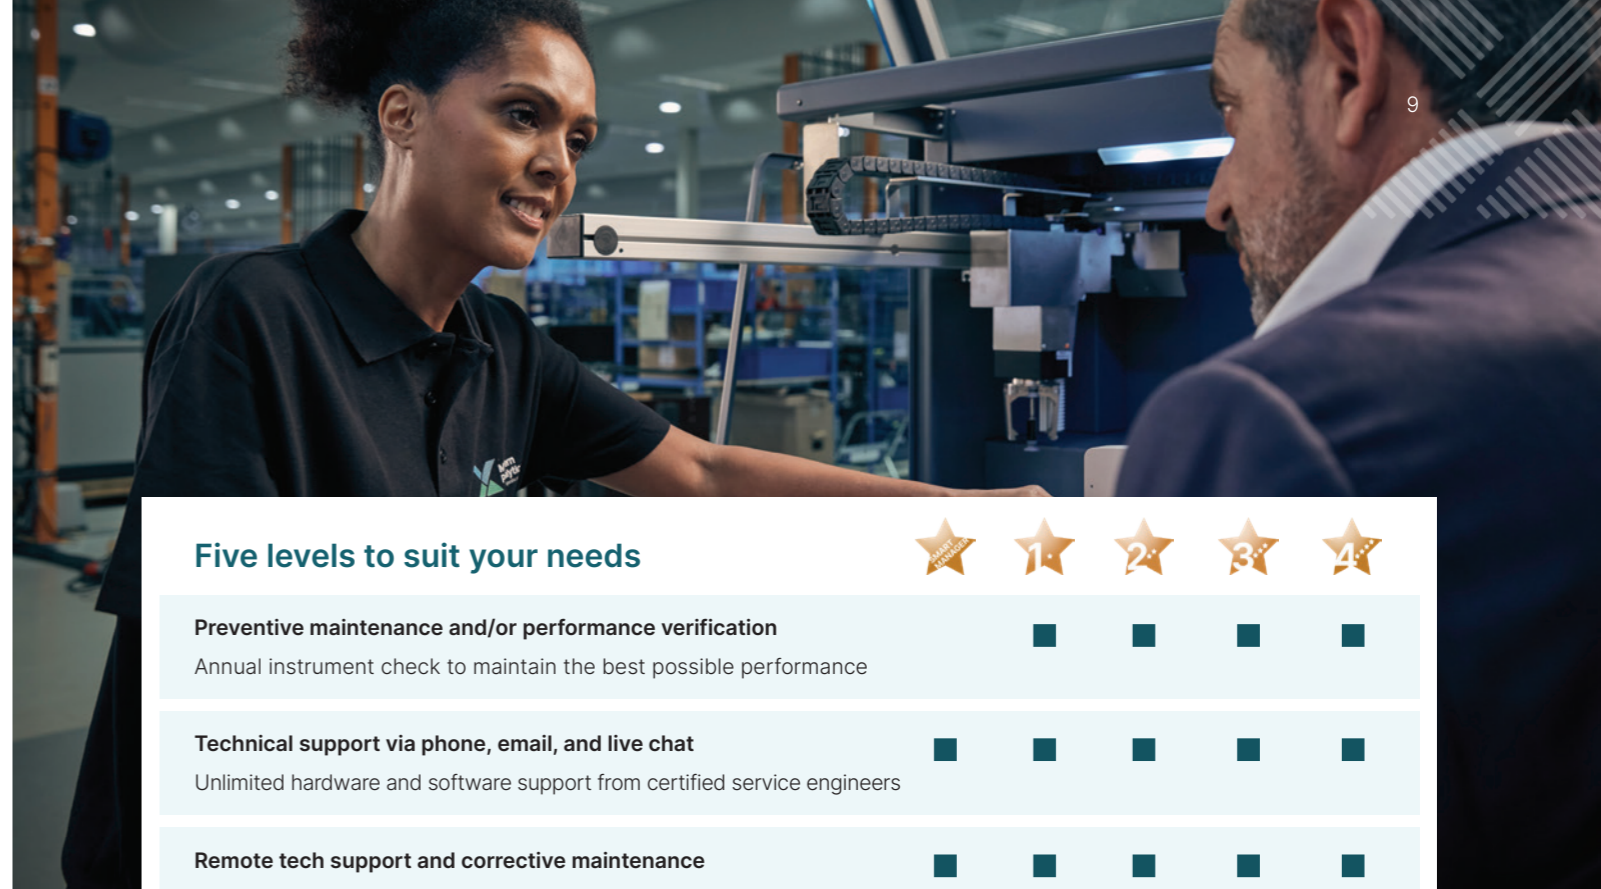 9
Five levels to suit your needs
SMART MANAGER
1
2
3
4
Preventive maintenance and/or performance verification
Annual instrument check to maintain the best possible performance
Technical support via phone, email, and live chat
Unlimited hardware and software support from certified service engineers
Remote tech support and corrective maintenance